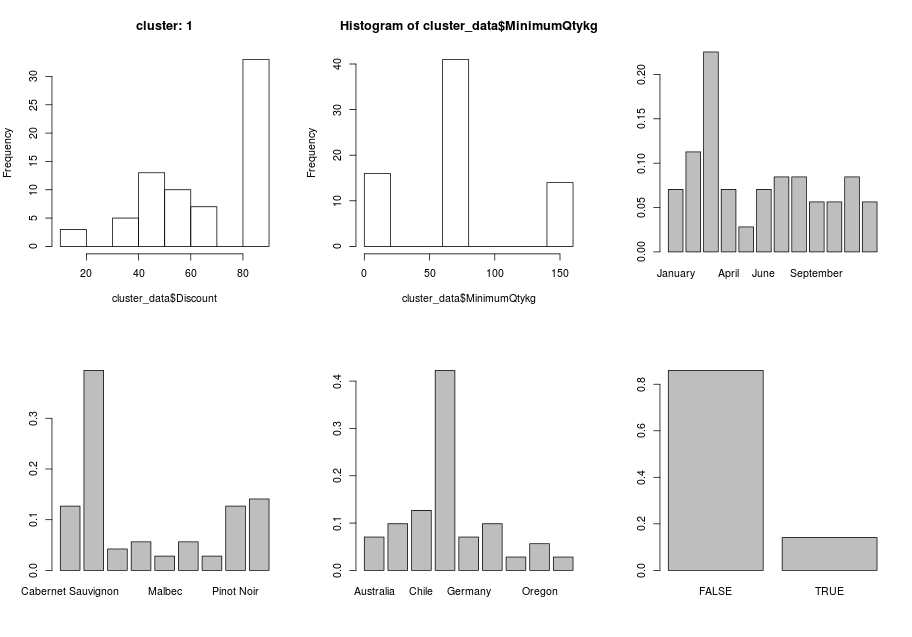 cluster: 1
Frequency
0
5
10
15
20
25
30
20
40
60
80
cluster_data$Discount
Histogram of cluster_data$MinimumQtykg
Frequency
0
10
20
30
40
0
50
100
150
cluster_data$MinimumQtykg
0.00
0.05
0.10
0.15
0.20
January
April
June
September
0.0
0.1
0.2
0.3
Cabernet Sauvignon
Malbec
Pinot Noir
0.0
0.1
0.2
0.3
0.4
Australia
Chile
Germany
Oregon
0.0
0.2
0.4
0.6
0.8
FALSE
TRUE